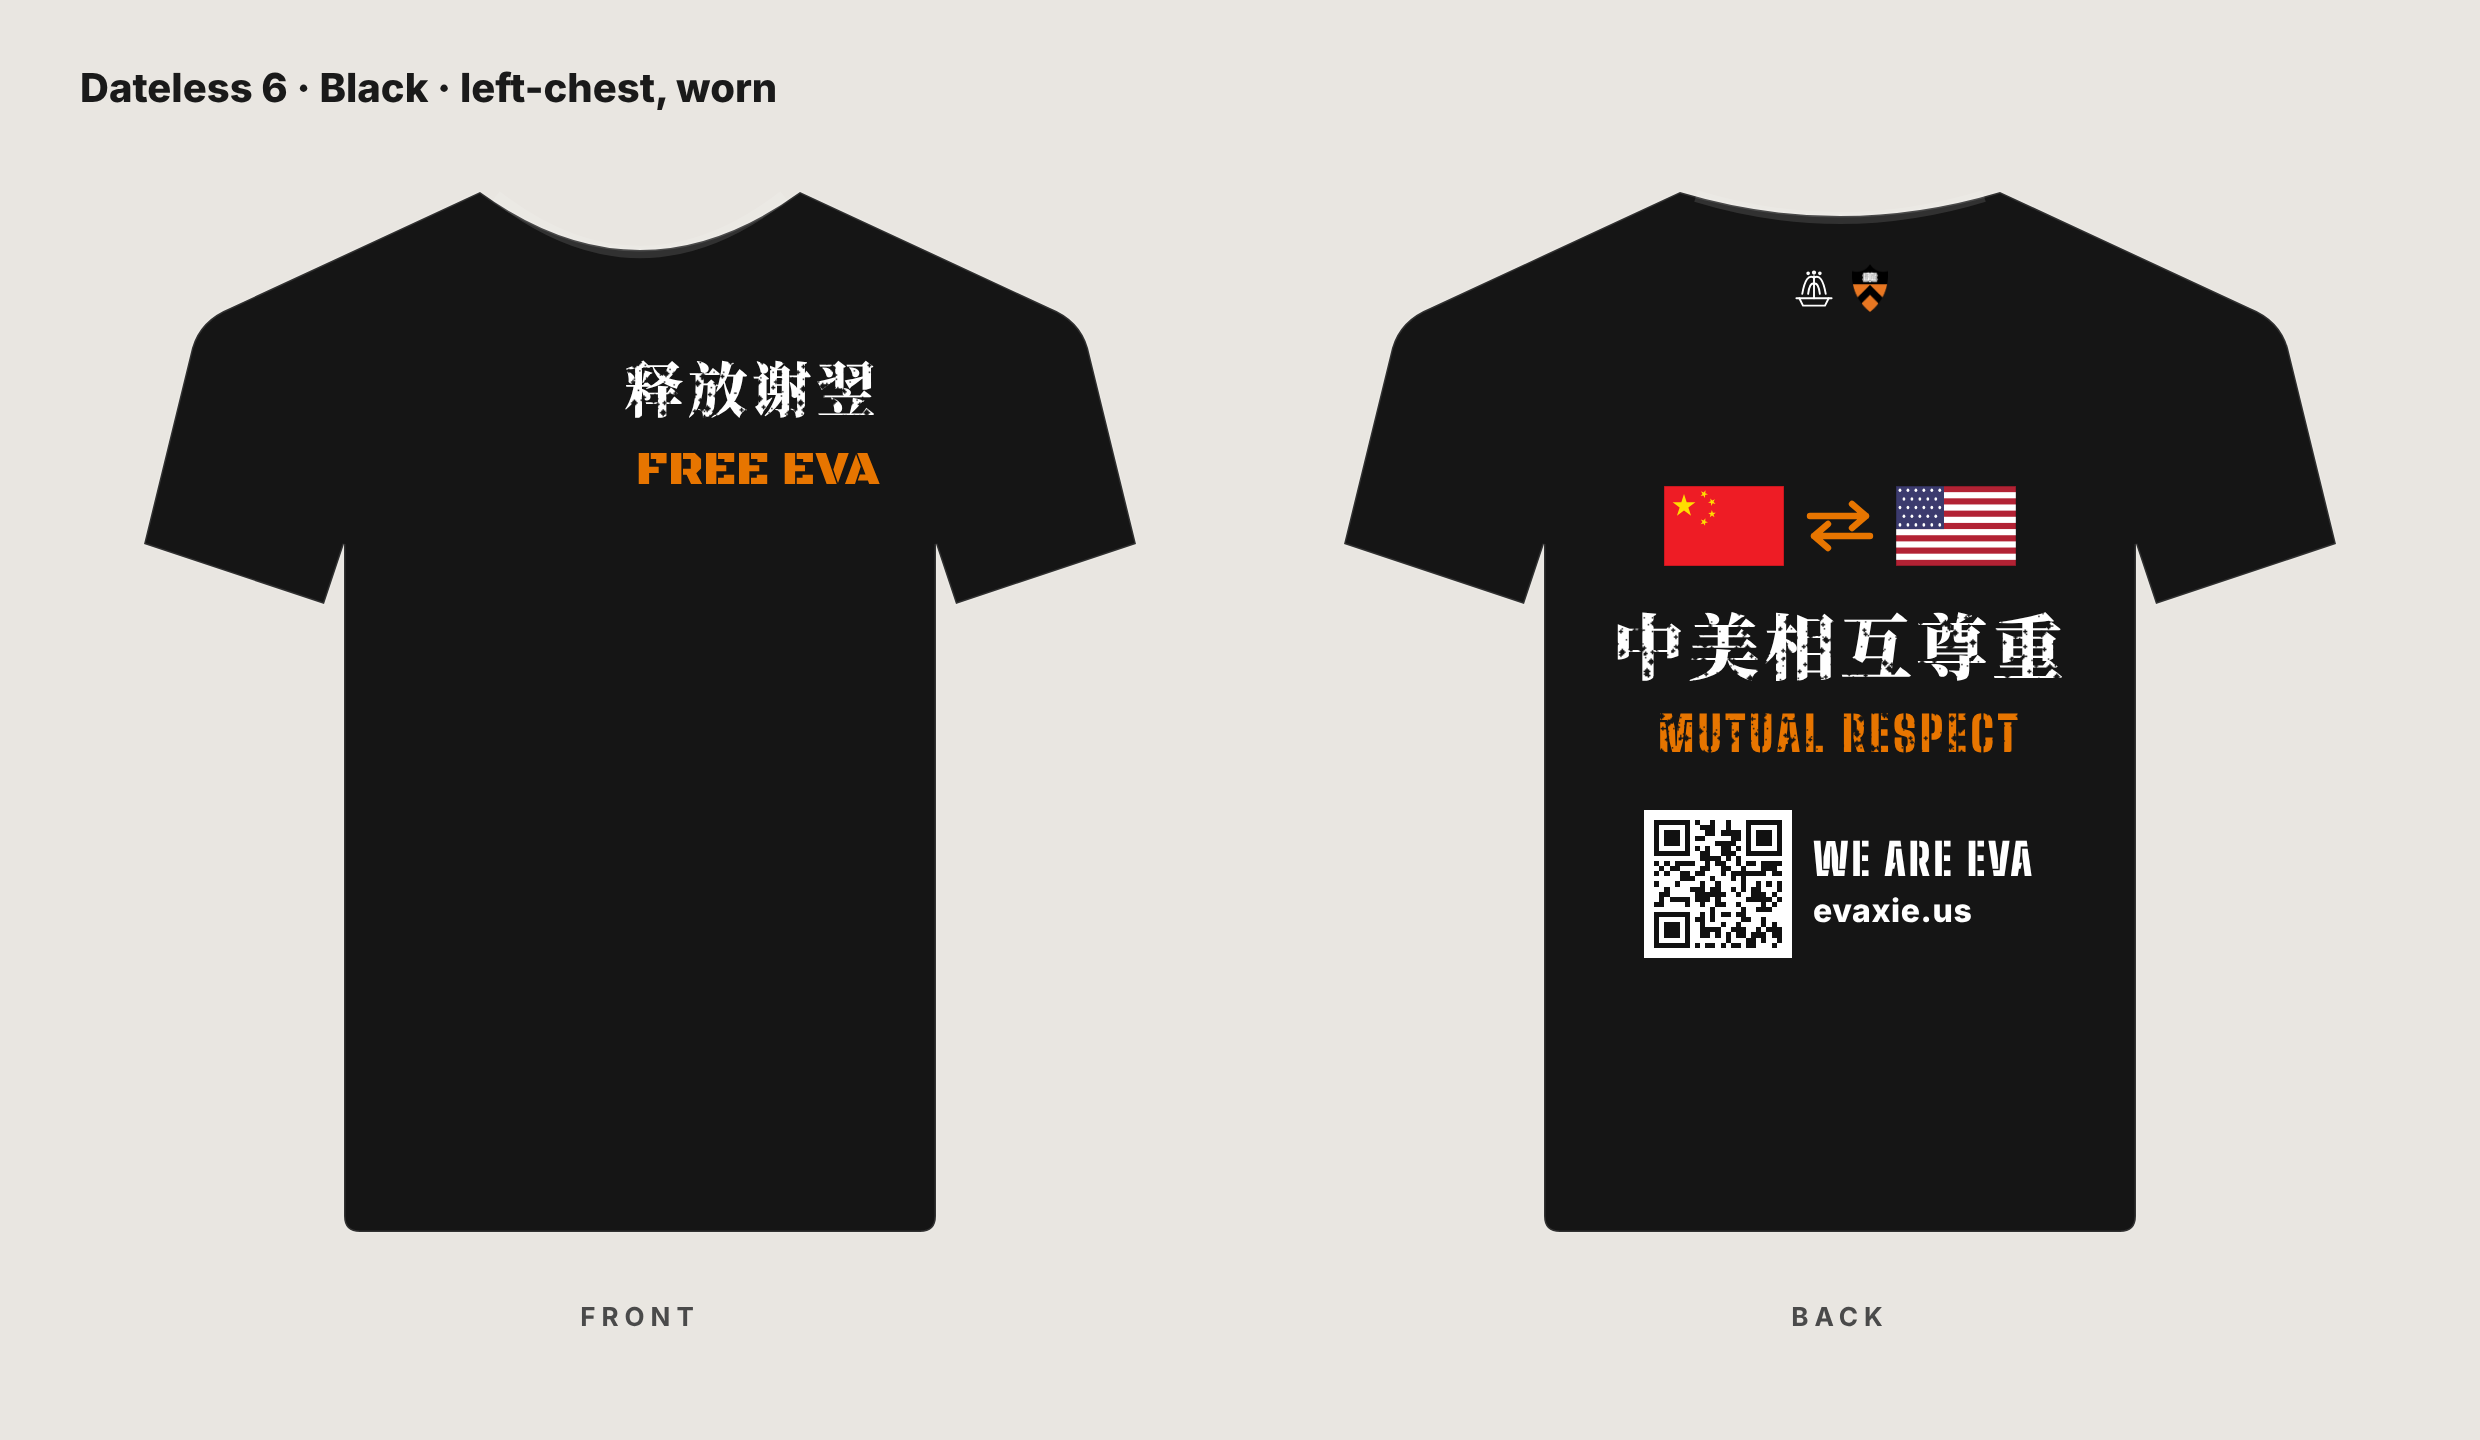 Dateless 6 · Black · left-chest, worn
释放谢翌
FREE EVA
中美相互尊重
MUTUAL RESPECT
WE ARE EVA
evaxie.us
FRONT
BACK